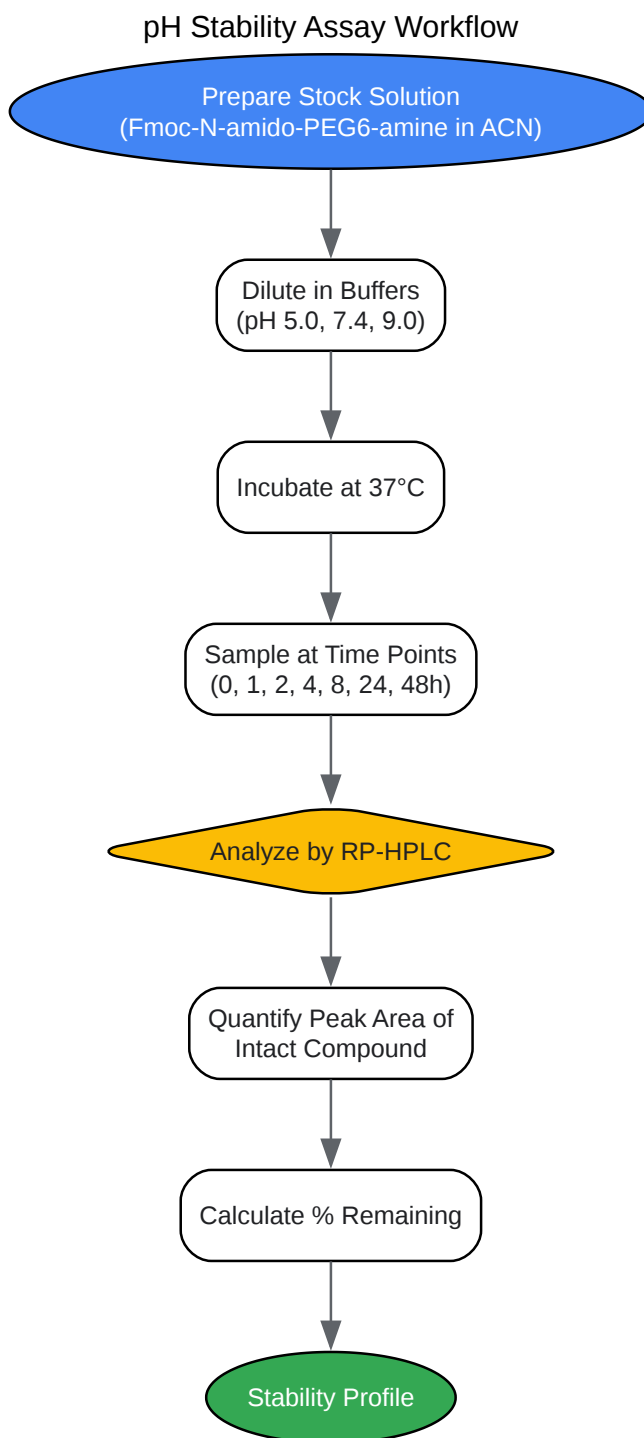 pH Stability Assay Workflow
Prepare Stock Solution
(Fmoc-N-amido-PEG6-amine in ACN)
Dilute in Buffers
(pH 5.0, 7.4, 9.0)
Incubate at 37°C
Sample at Time Points
(0, 1, 2, 4, 8, 24, 48h)
Analyze by RP-HPLC
Quantify Peak Area of
Intact Compound
Calculate % Remaining
Stability Profile